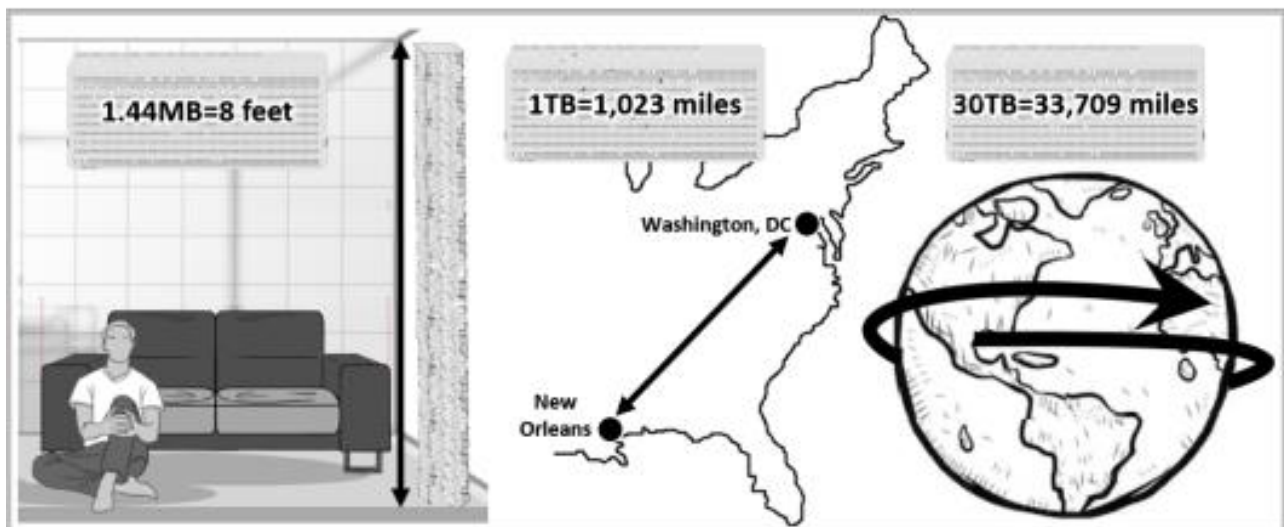 1.44MB=8 feet
1TB=1,023 miles
30TB=33,709 miles
Washington, DC
New
Orleans